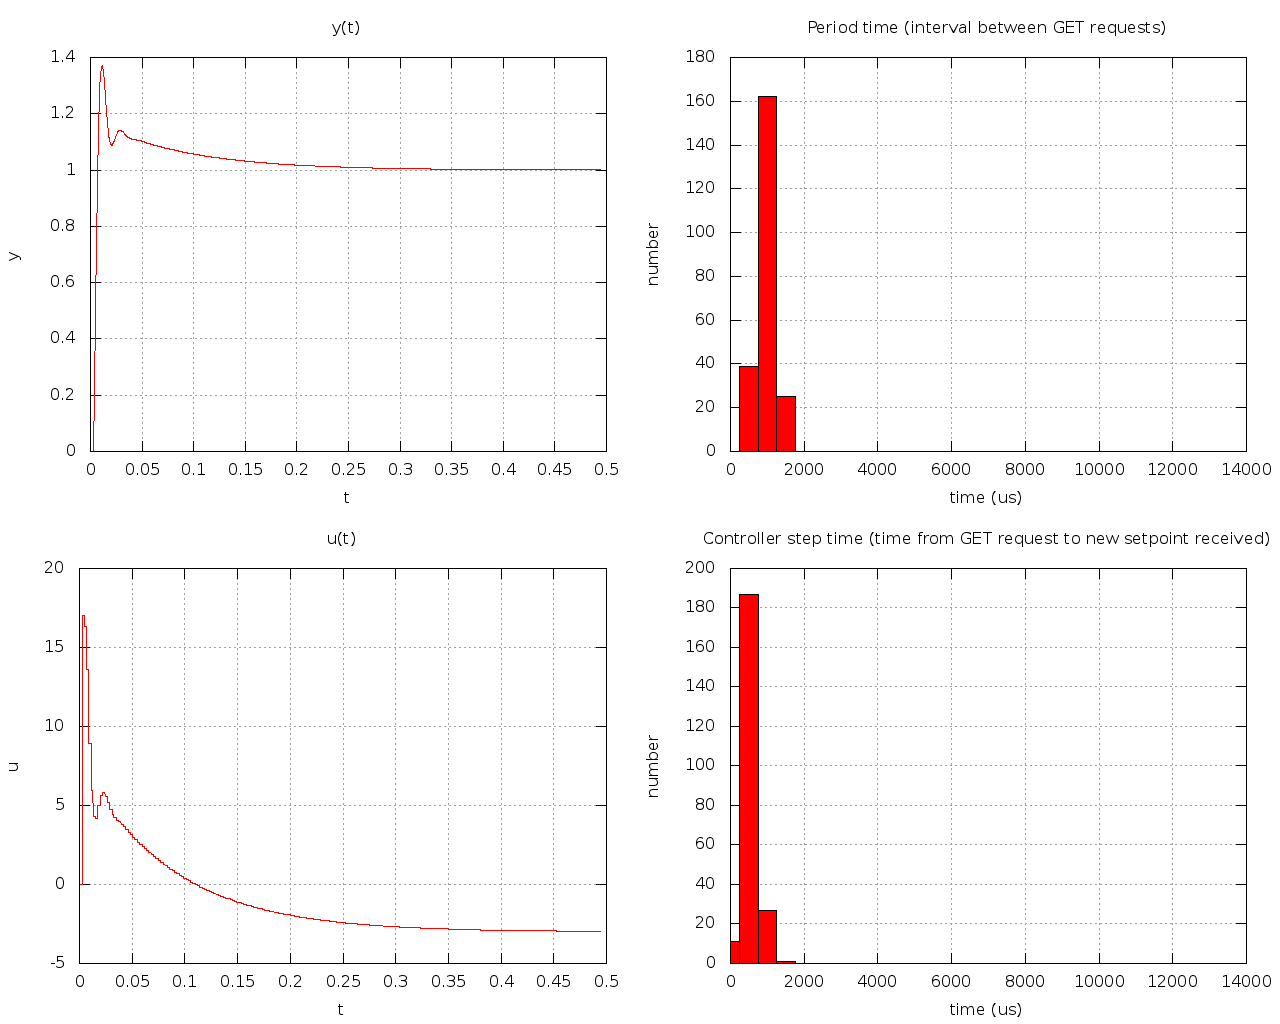 y(t)
1.4
1.2
1
0.8
0.6
0.4
0.2
0
y
0 0.05 0.1 0.15 0.2 0.25 0.3 0.35 0.4 0.45 0.5
t
Period time (interval between GET requests)
180
160
140
120
100
80
60
40
20
0
number
0 2000 4000 6000 8000 10000 12000 14000
time (us)
u(t)
20
15
10
5
0
-5
u
0 0.05 0.1 0.15 0.2 0.25 0.3 0.35 0.4 0.45 0.5
t
Controller step time (time from GET request to new setpoint received)
200
180
160
140
120
100
80
60
40
20
0
number
0 2000 4000 6000 8000 10000 12000 14000
time (us)